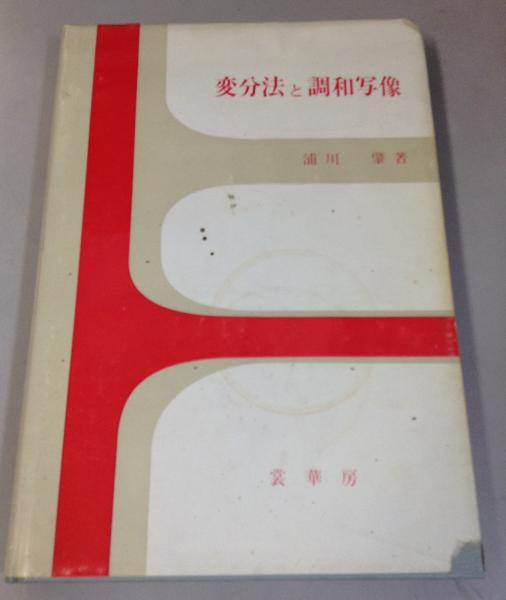 変分法と調和写像
浦川 肇 著
裳華房